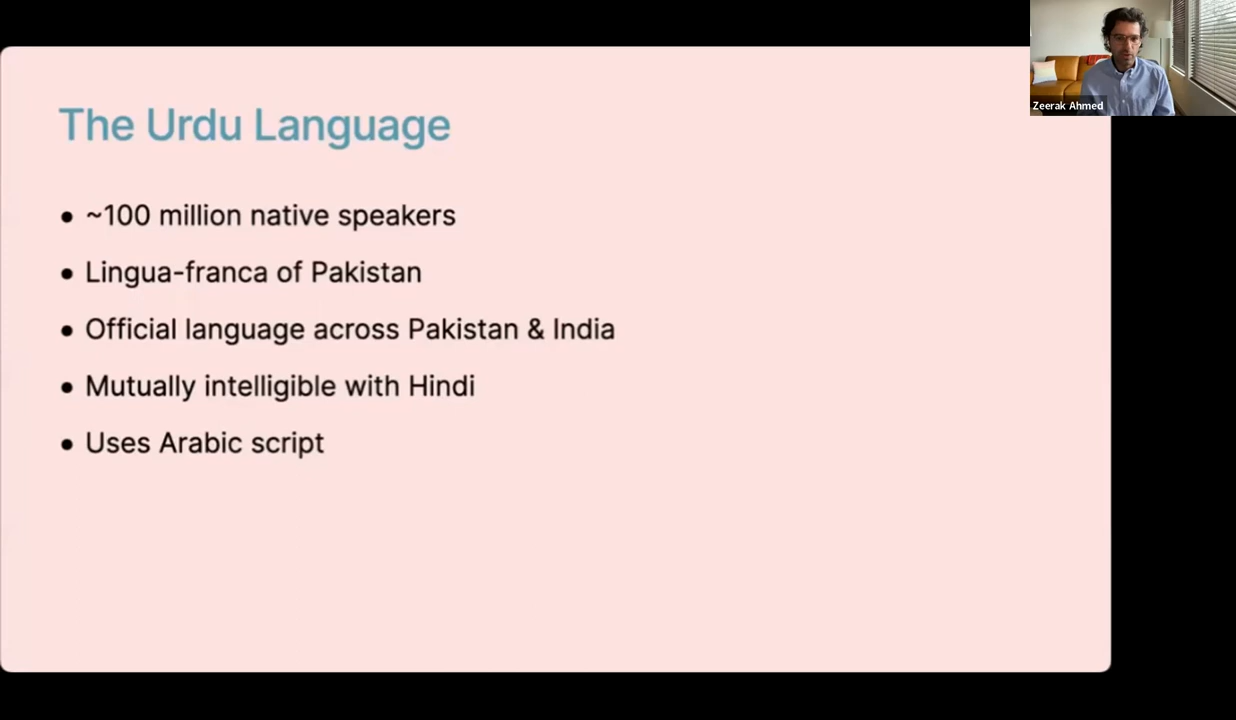 The Urdu Language
• ~100 million native speakers
• Lingua-franca of Pakistan
• Official language across Pakistan & India
• Mutually intelligible with Hindi
• Uses Arabic script
Zeerak Ahmed